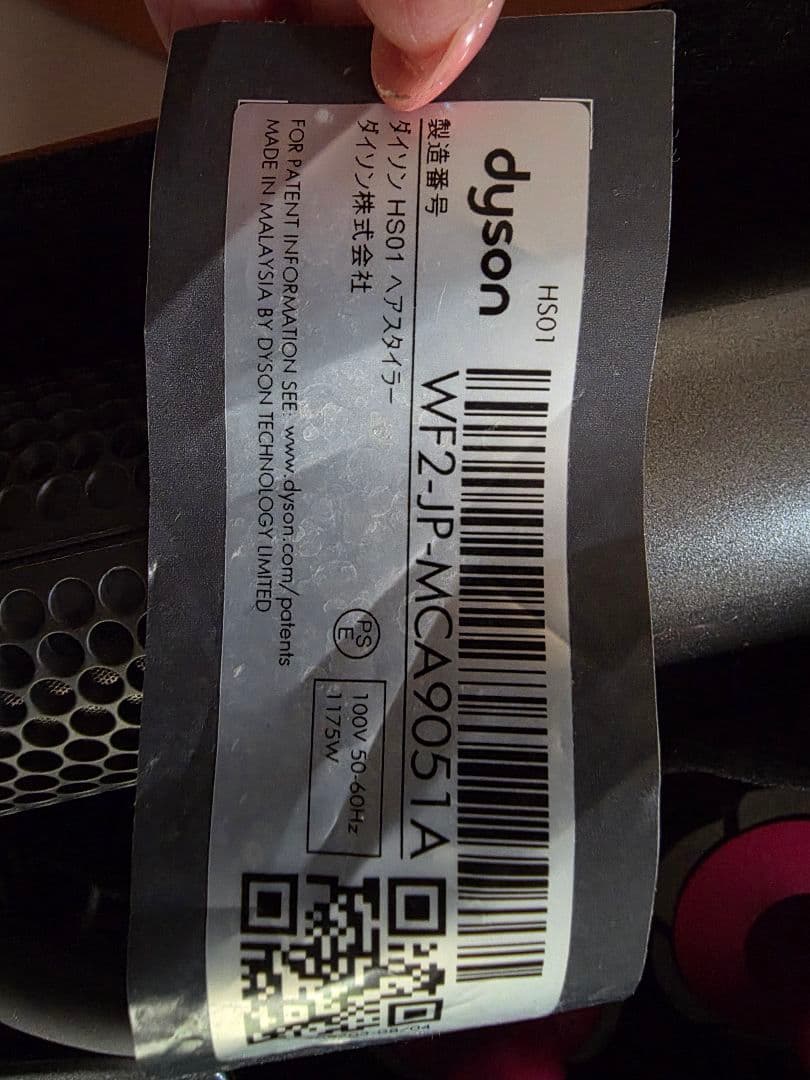 HS01
dyson
製造番号 WF2-JP-MCA9051A
ダイソン HS01 ヘアスタイラー
ダイソン株式会社
PS
E
100V 50-60Hz
1175W
FOR PATENT INFORMATION SEE: www.dyson.com/patents
MADE IN MALAYSIA BY DYSON TECHNOLOGY LIMITED